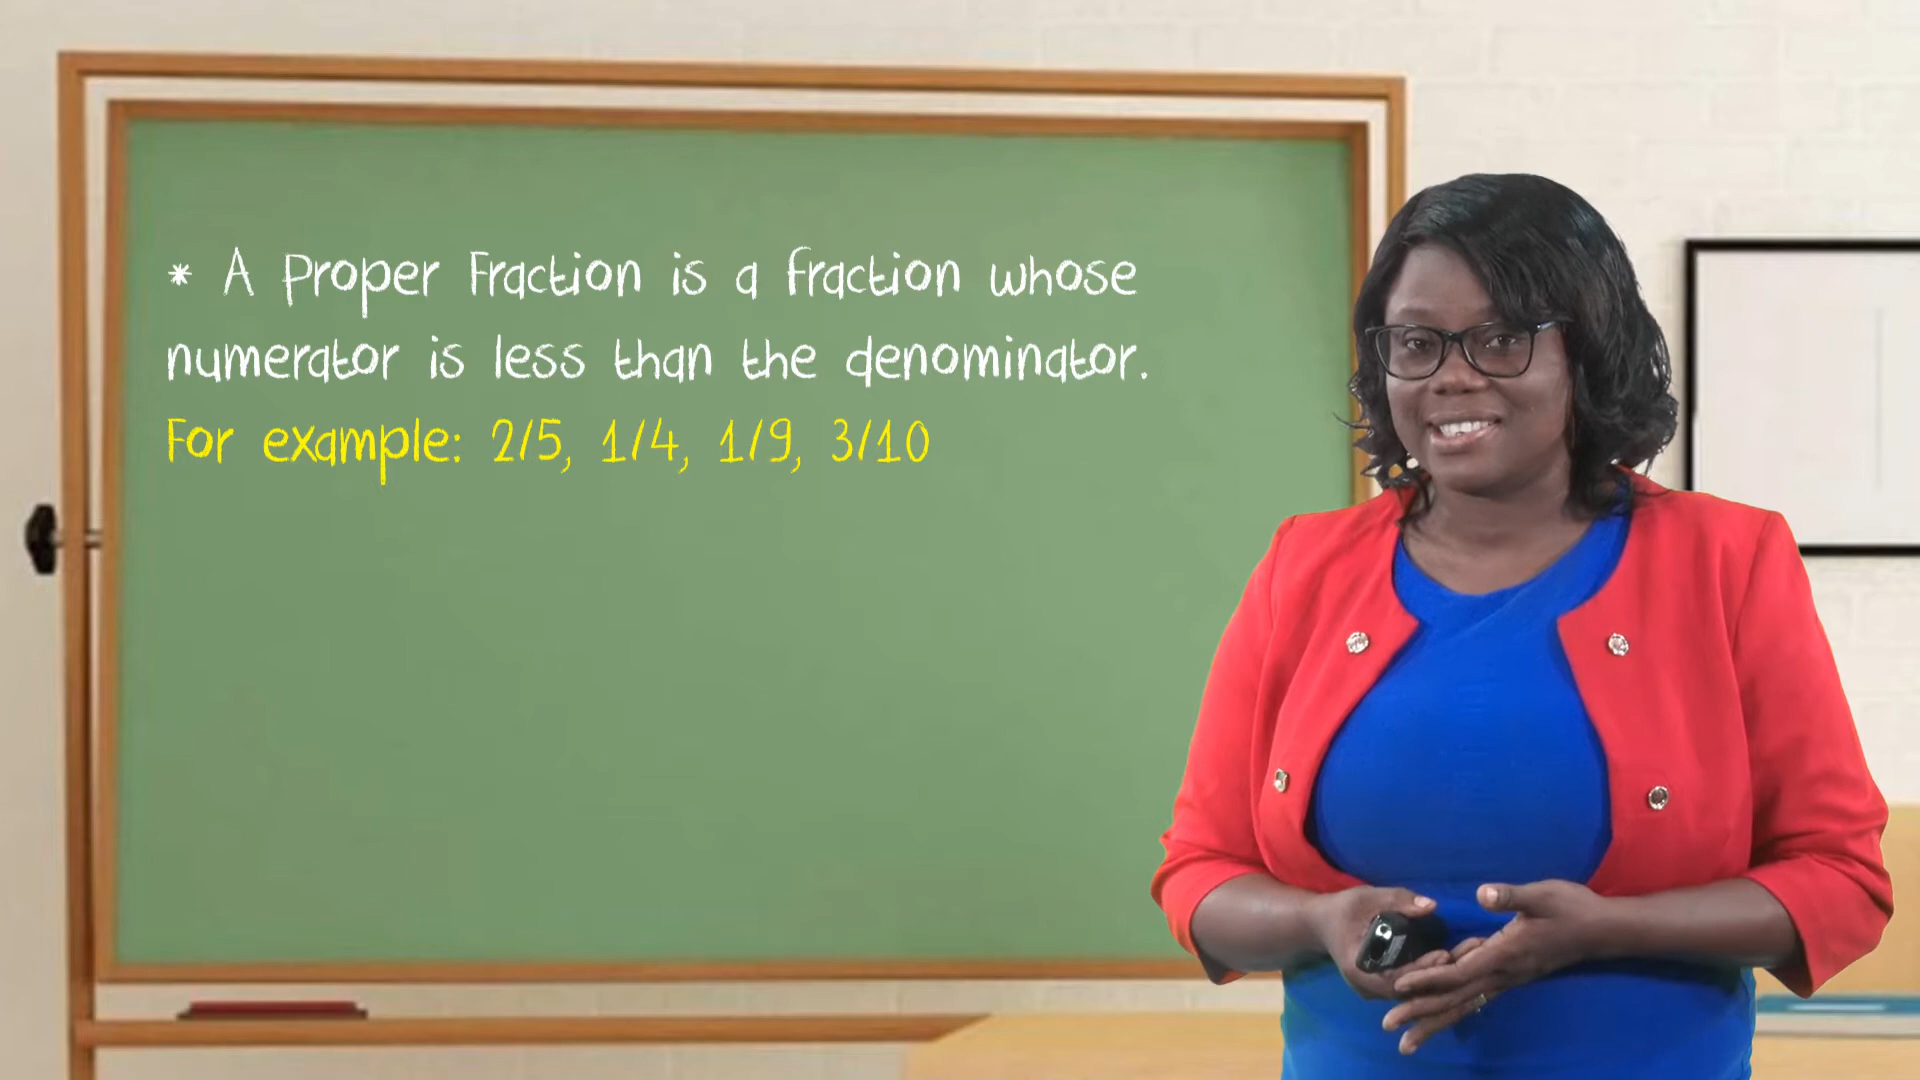 * A Proper Fraction is a fraction whose
numerator is less than the denominator.
For example: 2/5, 1/4, 1/9, 3/10